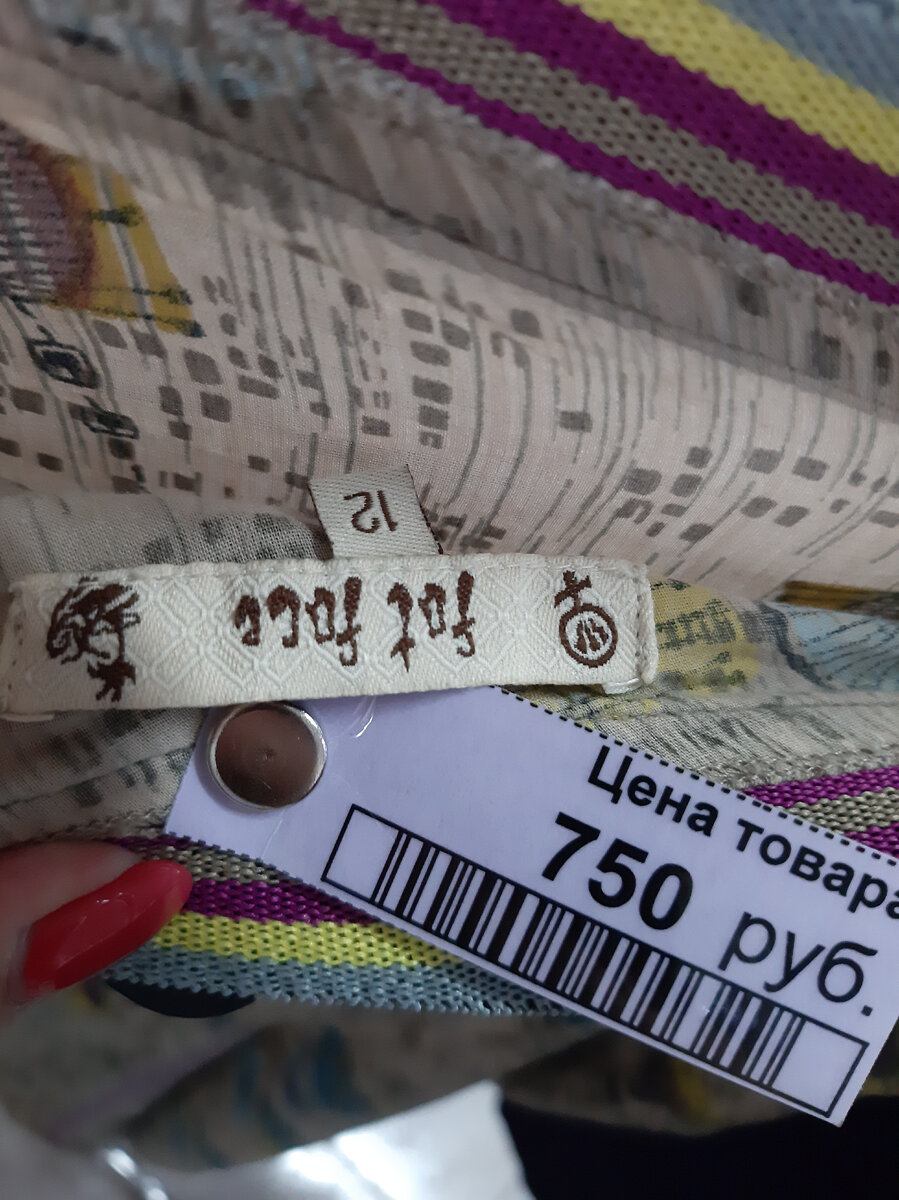 12
fat face
Цена товара
750 руб.